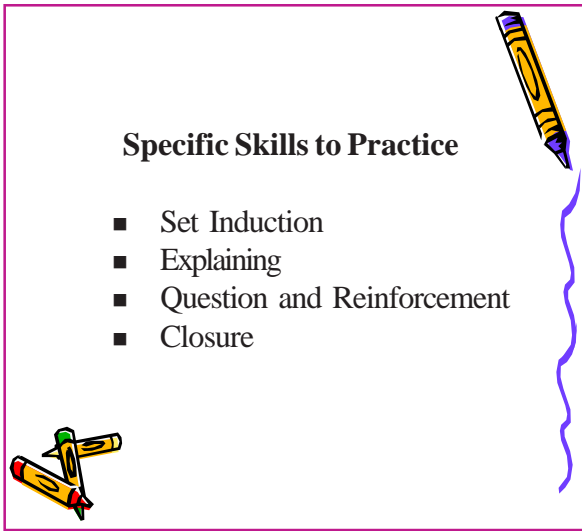 Specific Skills to Practice
■ Set Induction
■ Explaining
■ Question and Reinforcement
■ Closure